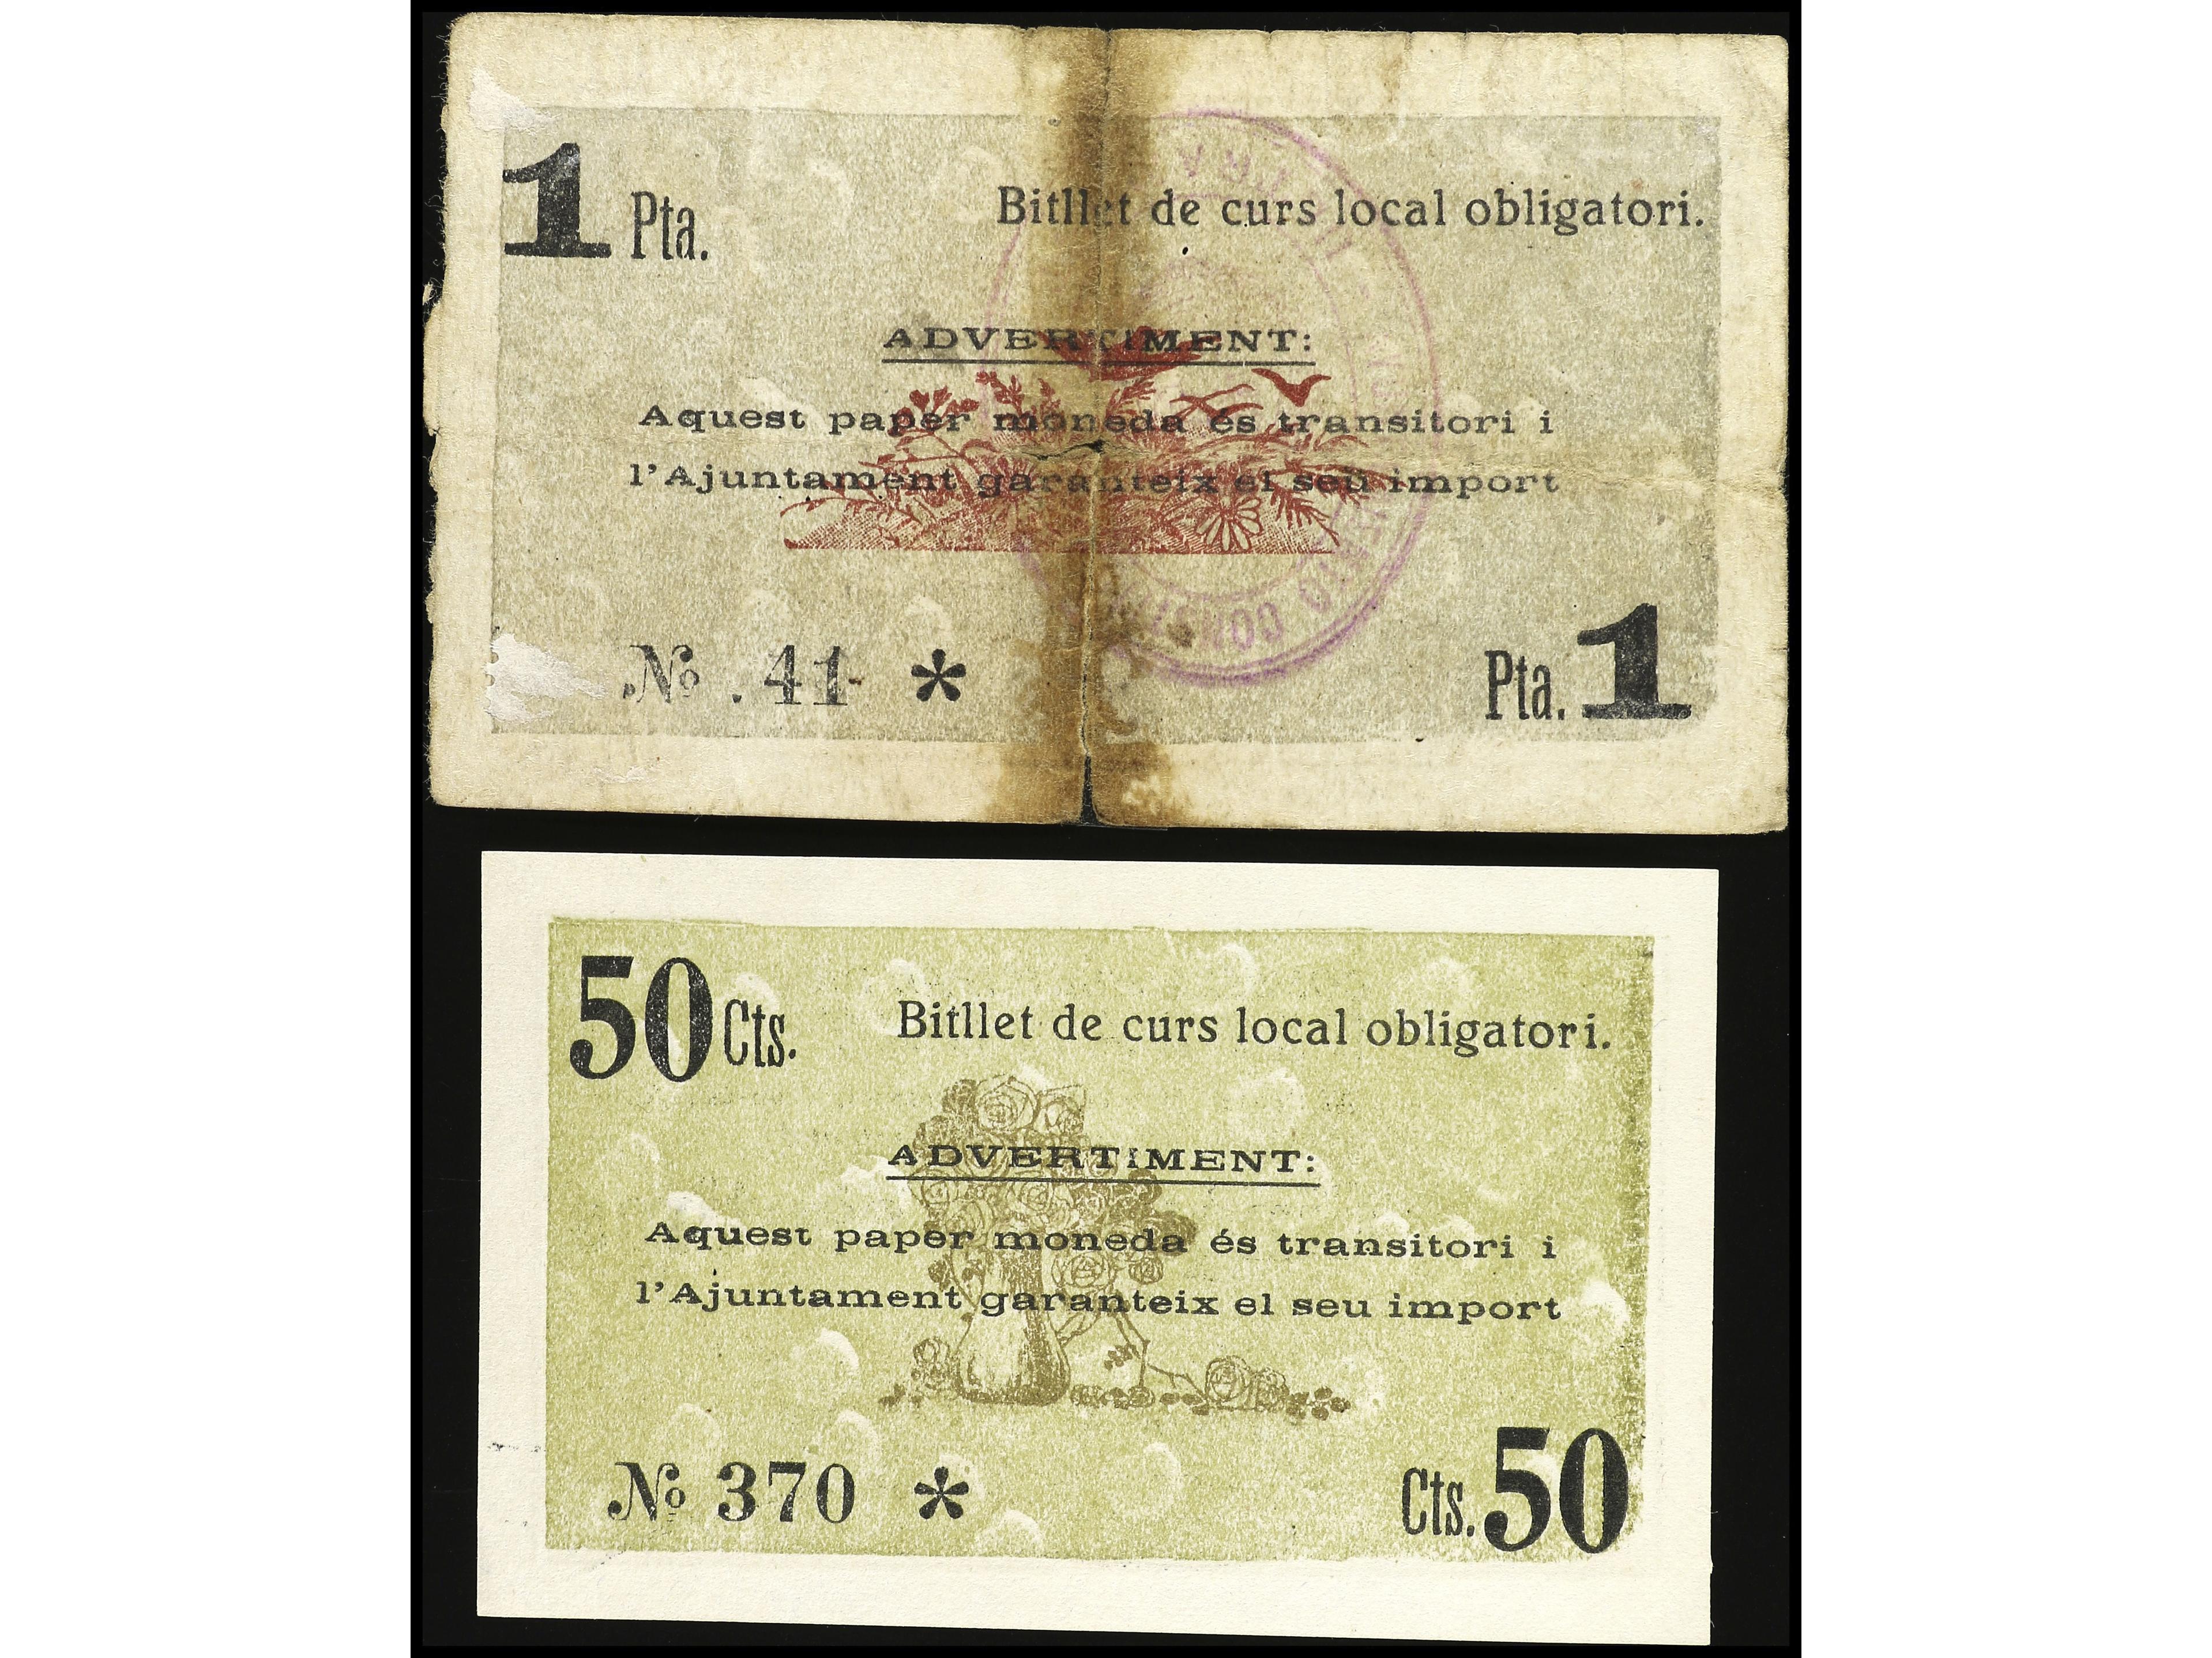 1 Pta.
Bitllet de curs local obligatori.
ADVERTIMENT:
Aquest paper moneda és transitori i
l'Ajuntament garanteix el seu import
№ .41 *
Pta. 1
50 Cts.
Bitllet de curs local obligatori.
ADVERTIMENT:
Aquest paper moneda és transitori i
l'Ajuntament garanteix el seu import
№ 370 *
Cts. 50